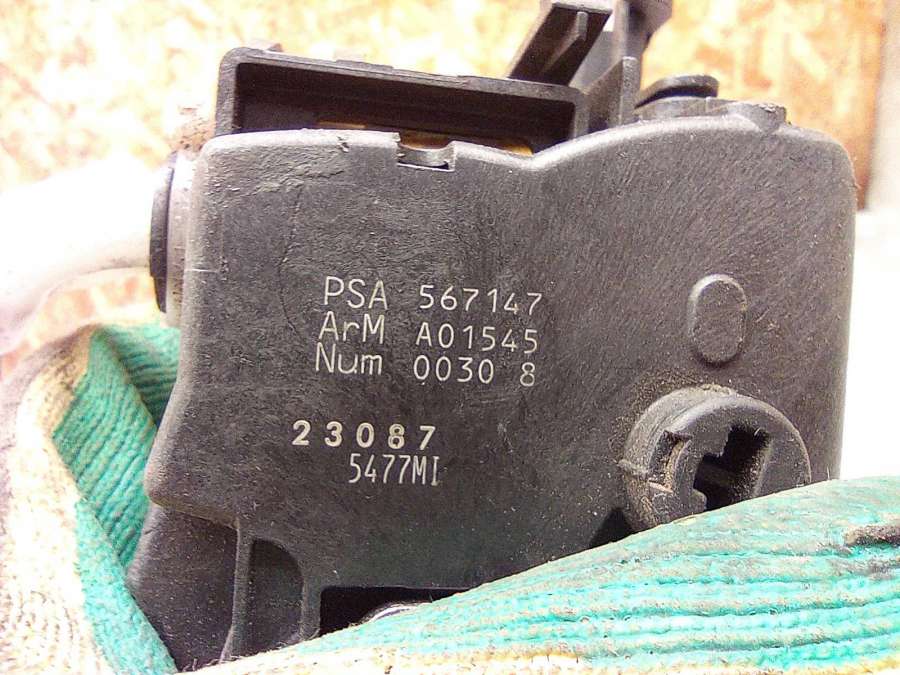 PSA 567147
ArM A01545
Num 0030 8
23087
5477MI